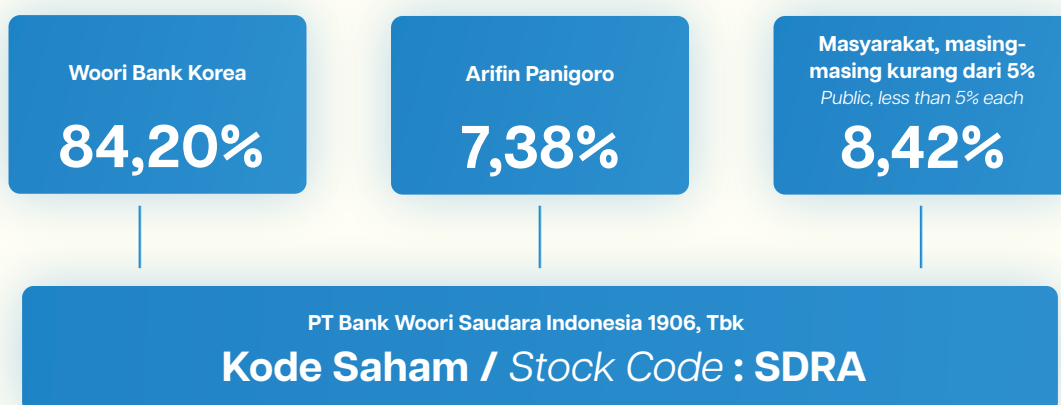 Woori Bank Korea
84,20%
Arifin Panigoro
7,38%
Masyarakat, masing-
masing kurang dari 5%
Public, less than 5% each
8,42%
PT Bank Woori Saudara Indonesia 1906, Tbk
Kode Saham / Stock Code : SDRA